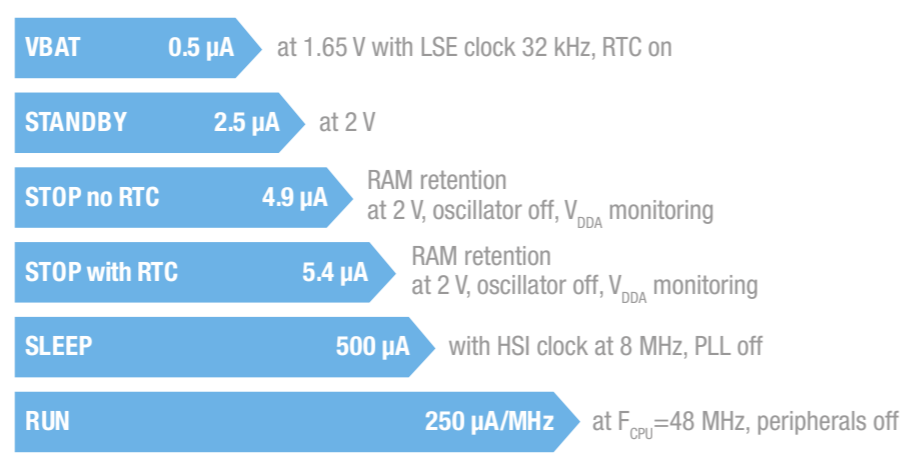 VBAT 0.5 µA at 1.65 V with LSE clock 32 kHz, RTC on
STANDBY 2.5 µA at 2 V
STOP no RTC 4.9 µA RAM retention
at 2 V, oscillator off, VDDA monitoring
STOP with RTC 5.4 µA RAM retention
at 2 V, oscillator off, VDDA monitoring
SLEEP 500 µA with HSI clock at 8 MHz, PLL off
RUN 250 µA/MHz at FCPU=48 MHz, peripherals off